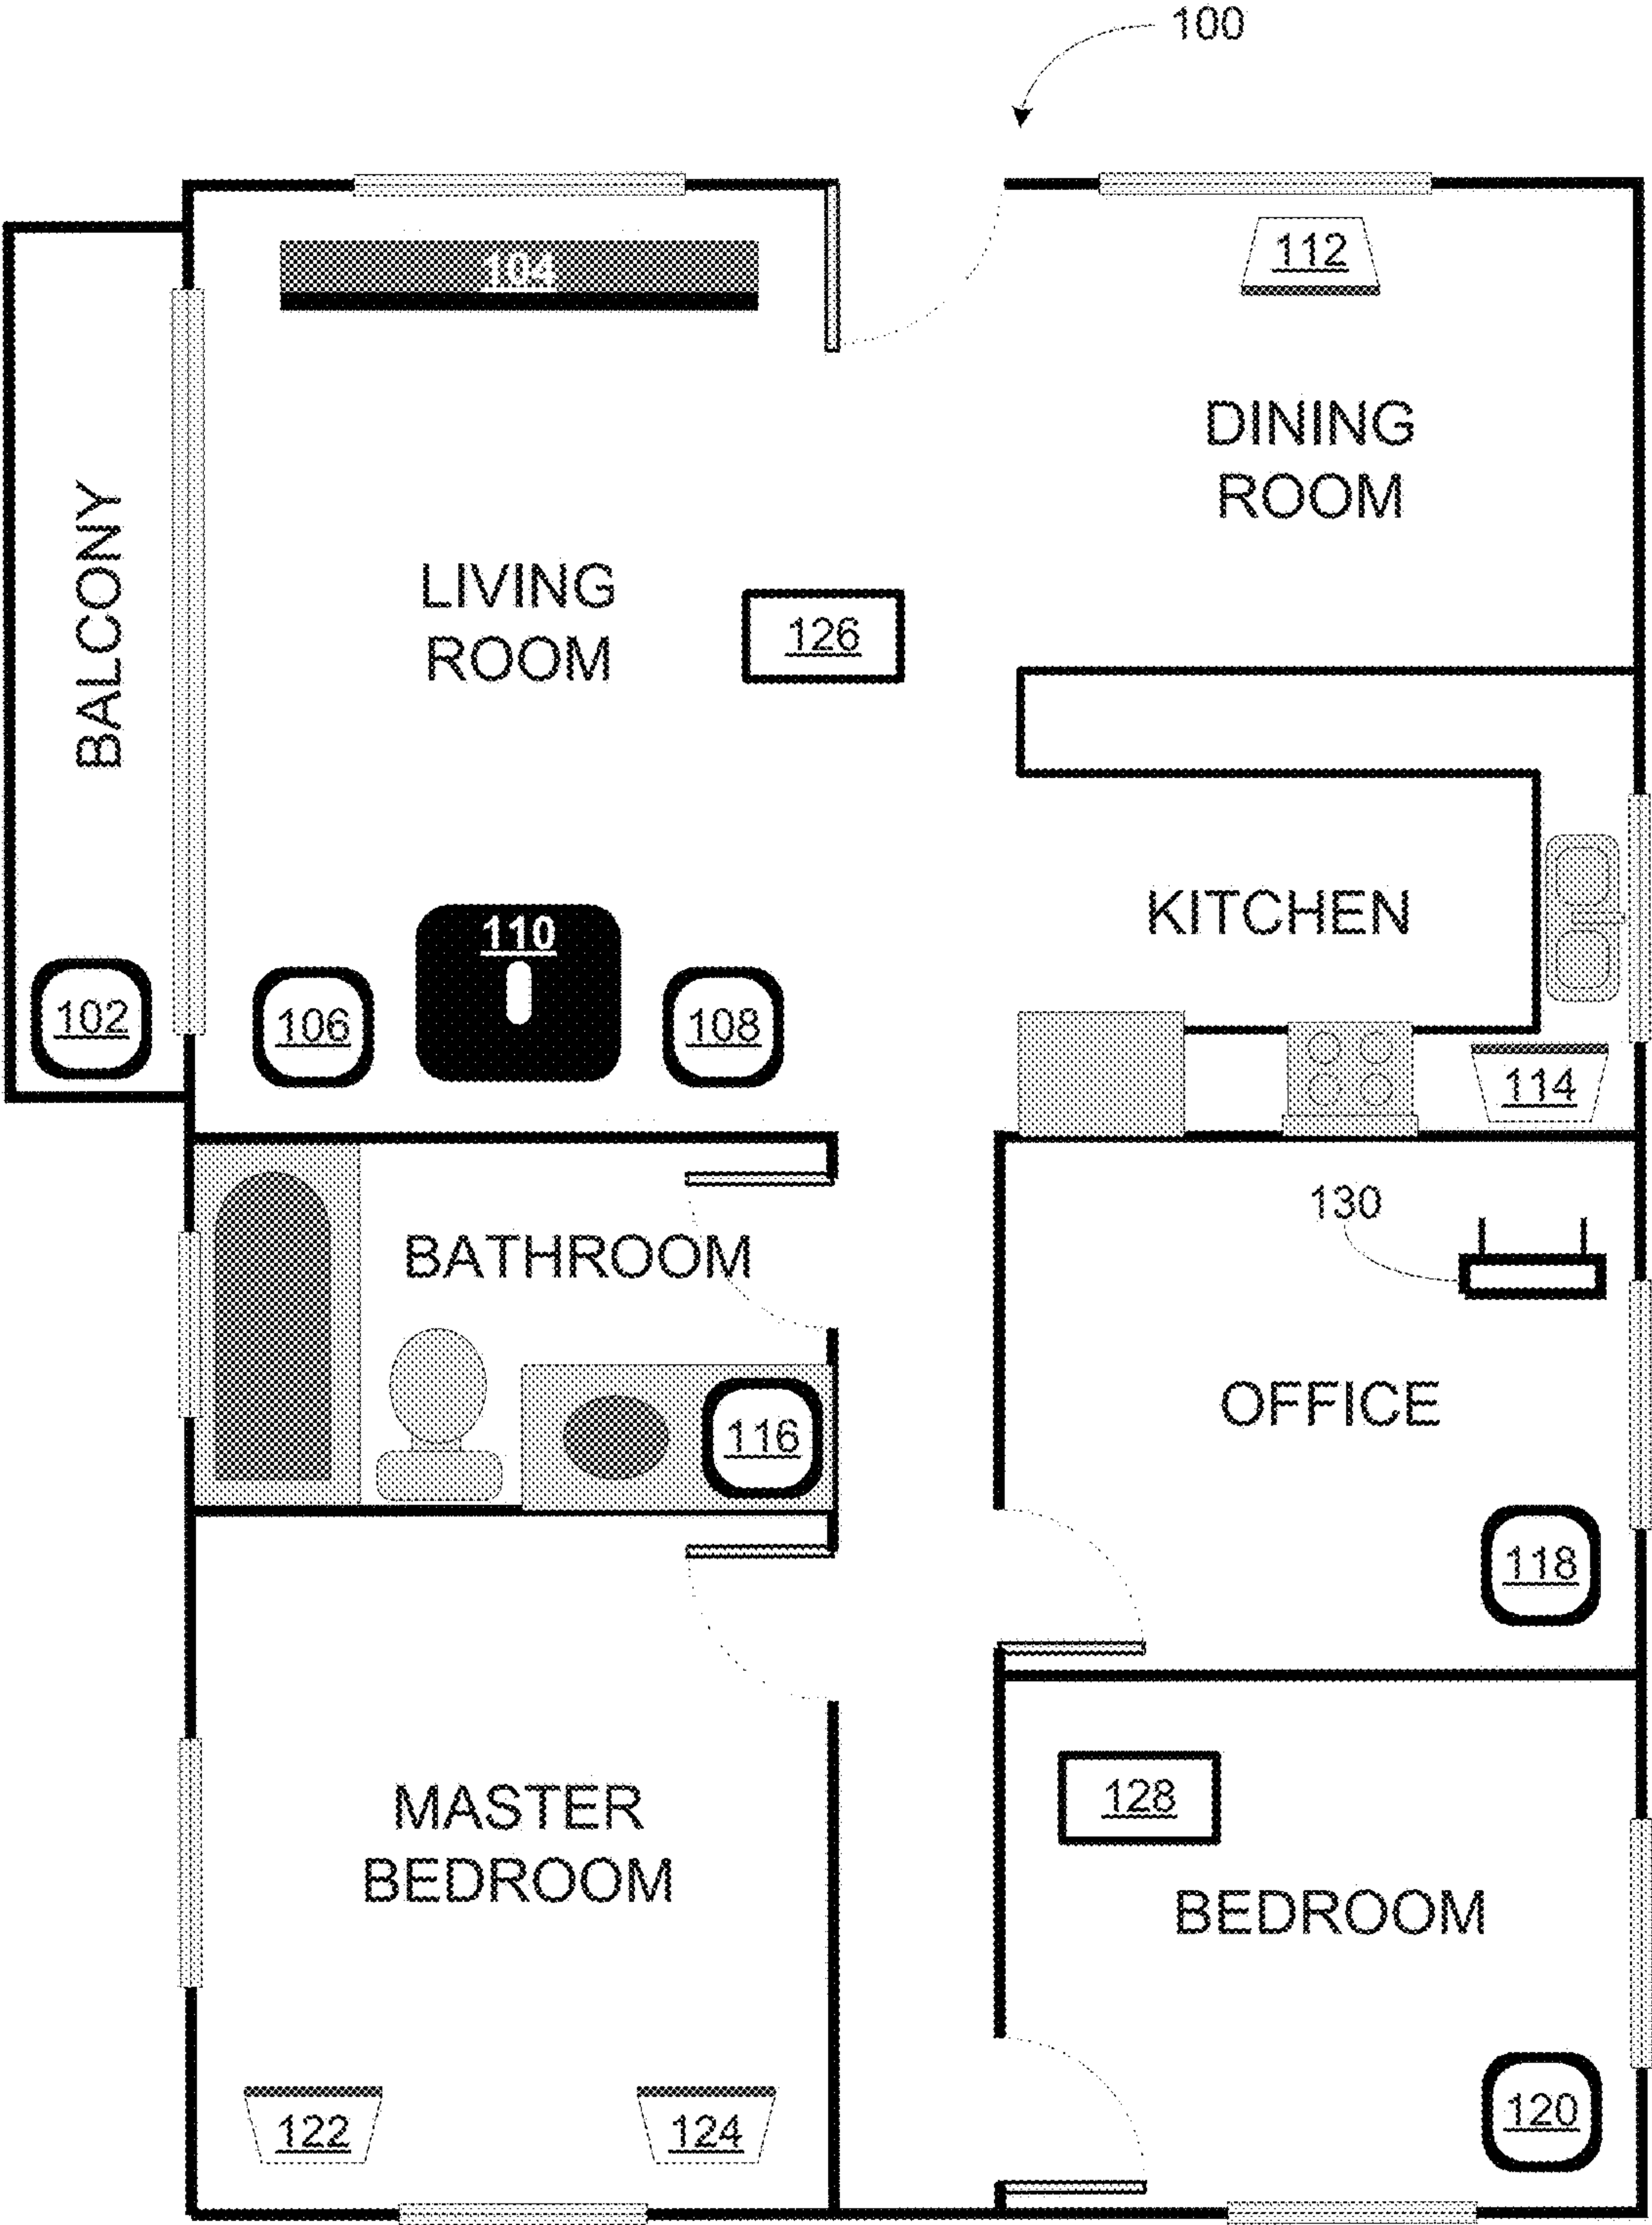 100
104
112
DINING
ROOM
BALCONY
LIVING
ROOM
126
KITCHEN
110
102
106
108
114
130
BATHROOM
OFFICE
116
118
128
MASTER
BEDROOM
BEDROOM
122
124
120